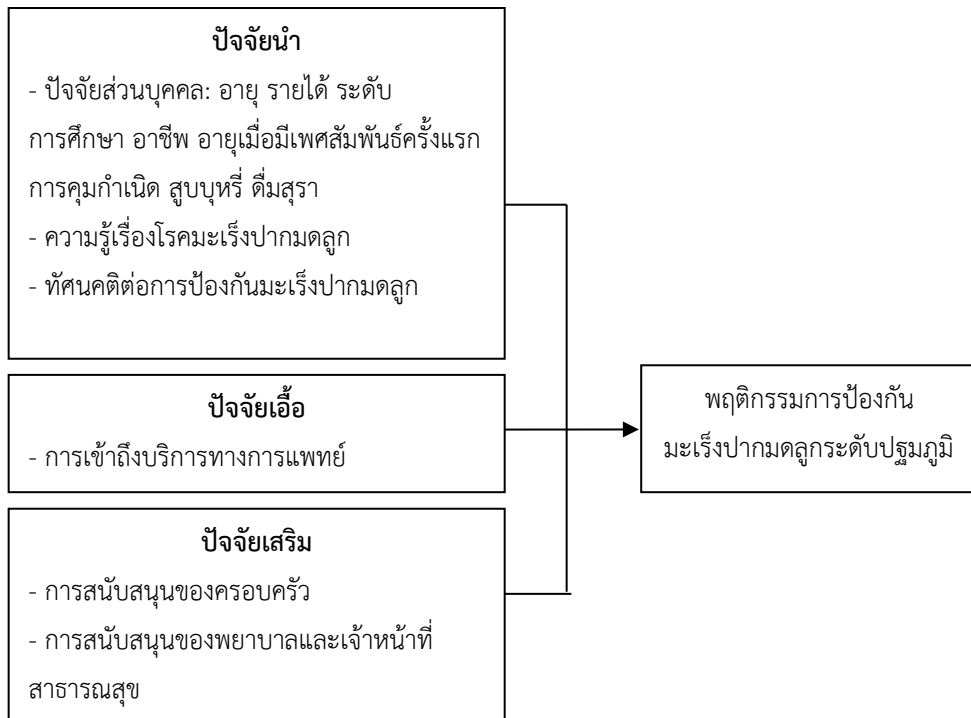 ปัจจัยนำ
- ปัจจัยส่วนบุคคล: อายุ รายได้ ระดับ
การศึกษา อาชีพ อายุเมื่อมีเพศสัมพันธ์ครั้งแรก
การคุมกำเนิด สูบบุหรี่ ดื่มสุรา
- ความรู้เรื่องโรคมะเร็งปากมดลูก
- ทัศนคติต่อการป้องกันมะเร็งปากมดลูก
ปัจจัยเอื้อ
- การเข้าถึงบริการทางการแพทย์
ปัจจัยเสริม
- การสนับสนุนของครอบครัว
- การสนับสนุนของพยาบาลและเจ้าหน้าที่
สาธารณสุข
พฤติกรรมการป้องกัน
มะเร็งปากมดลูกระดับปฐมภูมิ